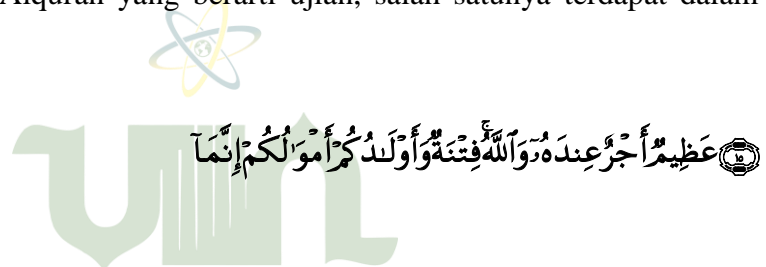 Alquran yang berarti ujian, salah satunya terdapat dalam
﴿١٥﴾ عَظِيمٌ أَجْرٌ عِندَهُۥٓ وَٱللَّهُ ۚ فِتْنَةٌ وَأَوْلَـٰدُكُمْ أَمْوَٰلُكُمْ إِنَّمَآ